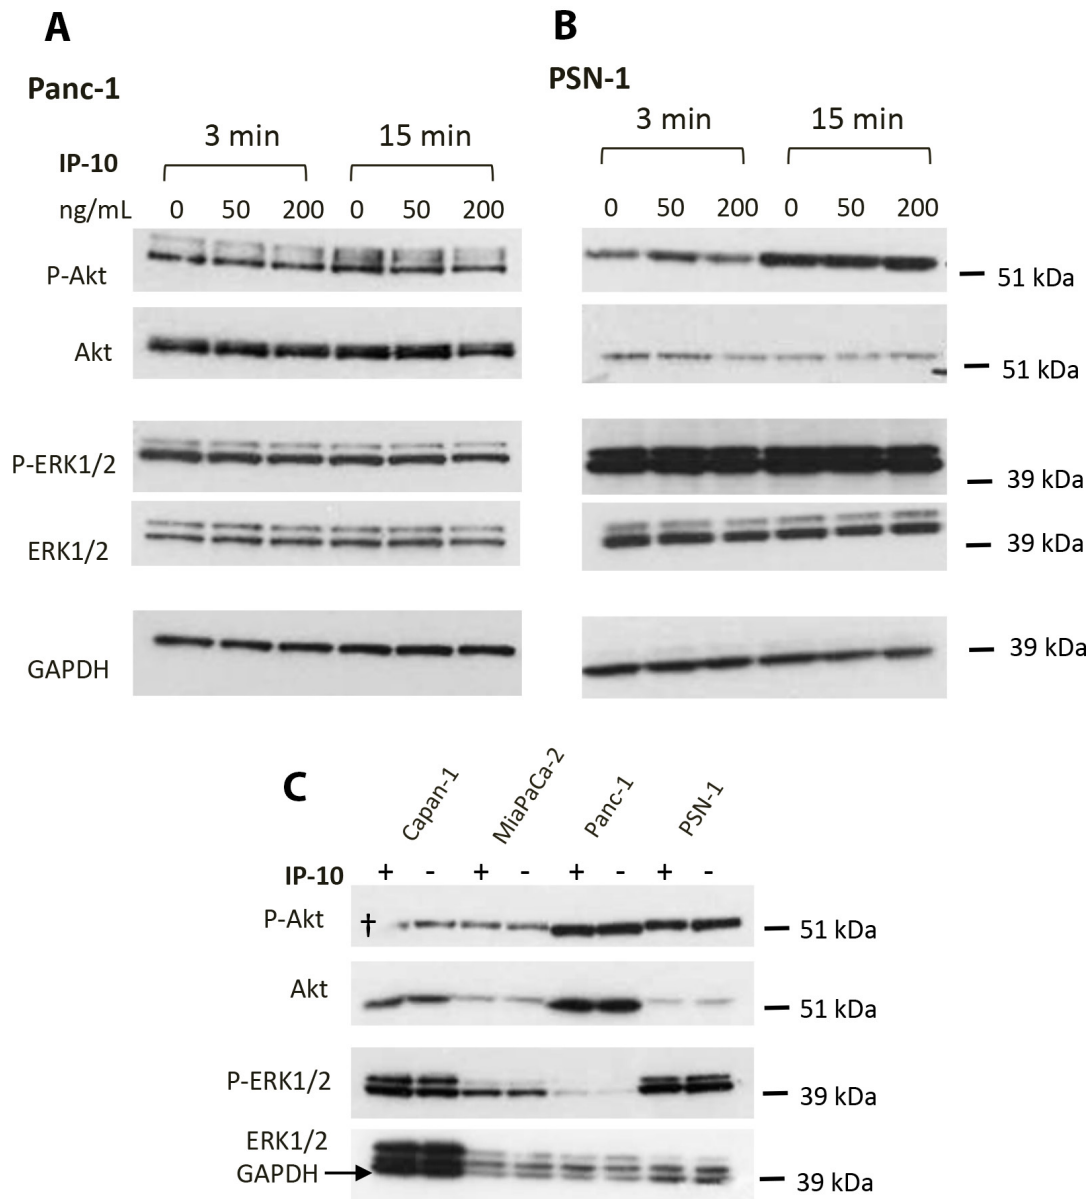 A
Panc-1
3 min 15 min
IP-10
ng/mL 0 50 200 0 50 200
P-Akt
Akt
P-ERK1/2
ERK1/2
GAPDH
B
PSN-1
3 min 15 min
0 50 200 0 50 200
51 kDa
51 kDa
39 kDa
39 kDa
39 kDa
C
Capan-1 MiaPaCa-2 Panc-1 PSN-1
IP-10 + - + - + - + -
P-Akt † 51 kDa
Akt 51 kDa
P-ERK1/2 39 kDa
ERK1/2
GAPDH 39 kDa